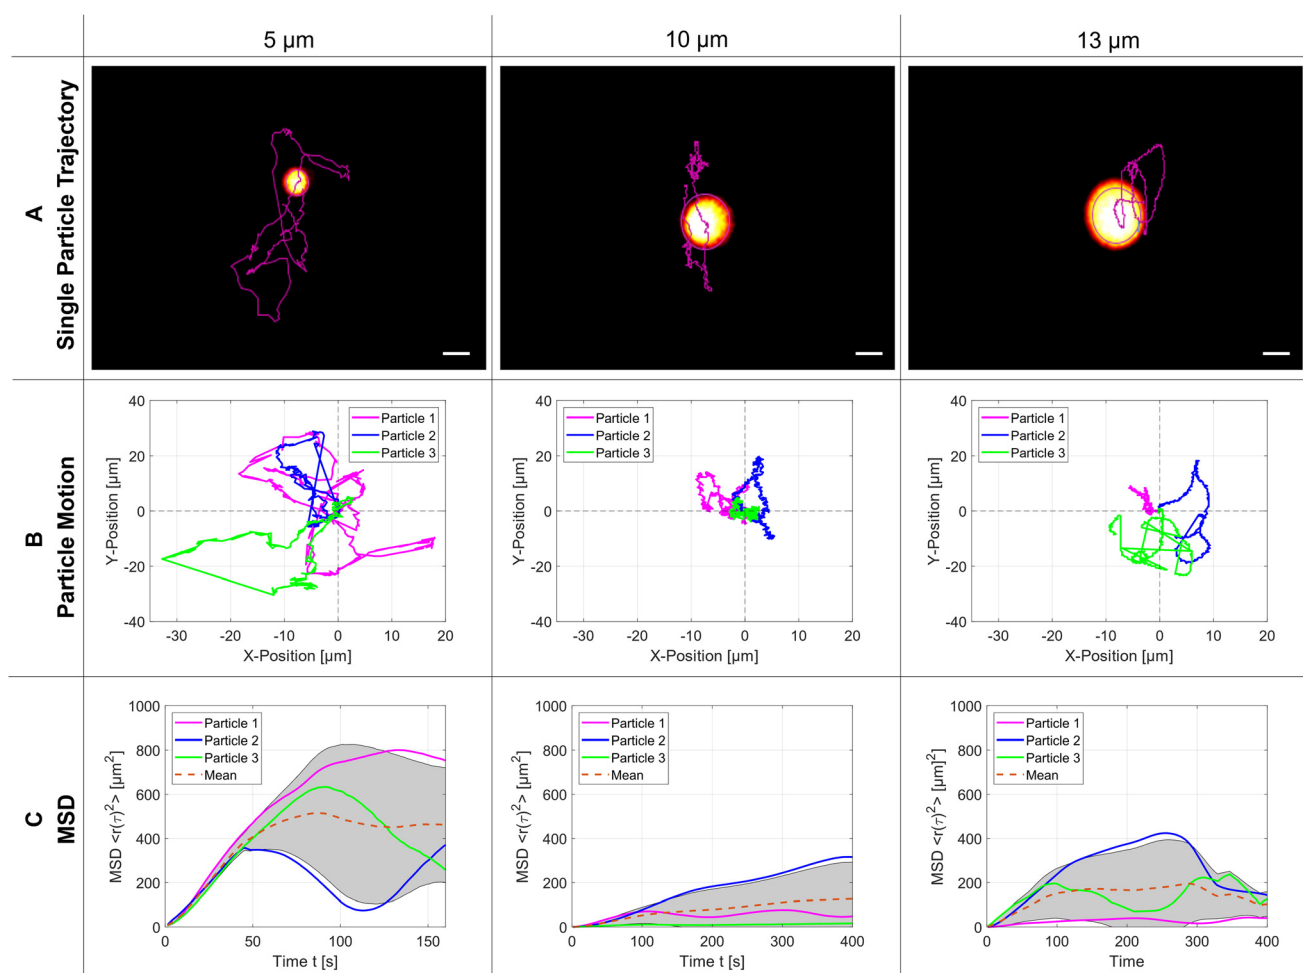 5 µm
10 µm
13 µm
A
Single Particle Trajectory
B
Particle Motion
40
20
0
-20
-40
Y-Position [µm]
-30
-20
-10
0
10
20
X-Position [µm]
Particle 1
Particle 2
Particle 3
40
20
0
-20
-40
Y-Position [µm]
-30
-20
-10
0
10
20
X-Position [µm]
Particle 1
Particle 2
Particle 3
40
20
0
-20
-40
Y-Position [µm]
-30
-20
-10
0
10
20
X-Position [µm]
Particle 1
Particle 2
Particle 3
C
MSD
1000
800
600
400
200
0
MSD <r(τ)²> [µm²]
0
50
100
150
Time t [s]
Particle 1
Particle 2
Particle 3
Mean
1000
800
600
400
200
0
MSD <r(τ)²> [µm²]
0
100
200
300
400
Time t [s]
Particle 1
Particle 2
Particle 3
Mean
1000
800
600
400
200
0
MSD <r(τ)²> [µm]²
0
100
200
300
400
Time
Particle 1
Particle 2
Particle 3
Mean